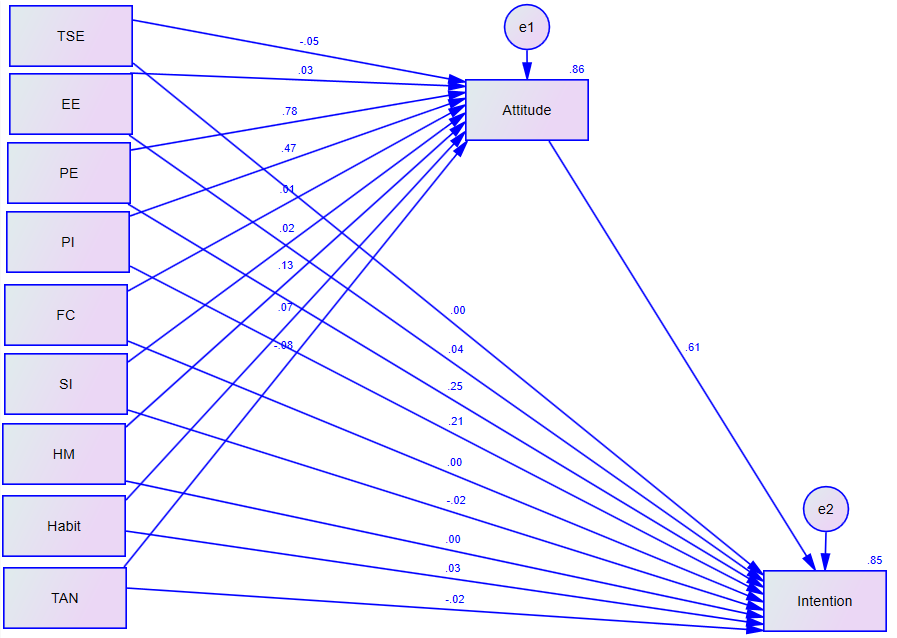 TSE
EE
PE
PI
FC
SI
HM
Habit
TAN
e1
.86
Attitude
-.05
.03
.78
.47
.01
.02
.13
.07
-.08
.00
.04
.25
.21
.00
-.02
.00
.03
-.02
.61
e2
.85
Intention